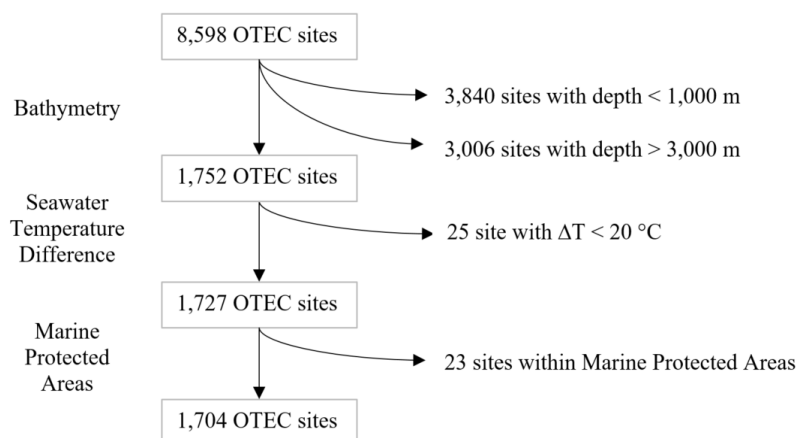 8,598 OTEC sites
Bathymetry
3,840 sites with depth < 1,000 m
3,006 sites with depth > 3,000 m
1,752 OTEC sites
Seawater
Temperature
Difference
25 site with ΔT < 20 °C
1,727 OTEC sites
Marine
Protected
Areas
23 sites within Marine Protected Areas
1,704 OTEC sites